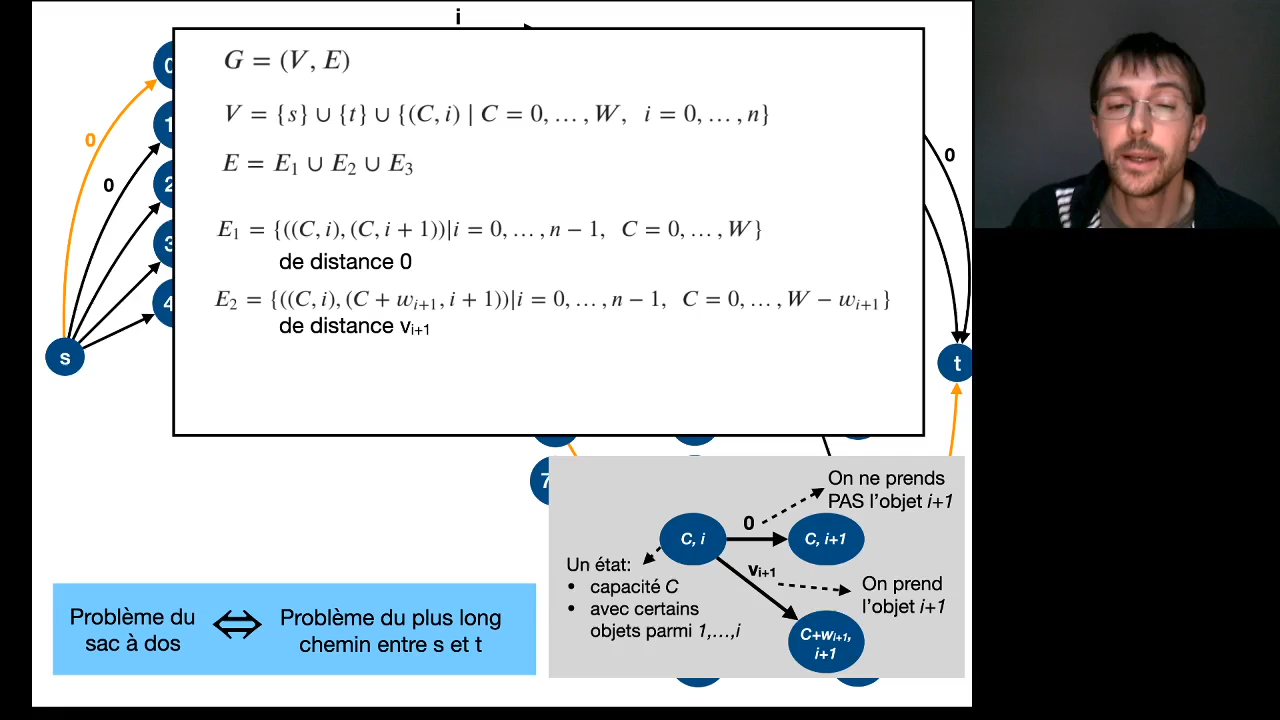 i
0
1
2
3
4
0
0
s
G = (V, E)
V = {s} ∪ {t} ∪ {(C, i) | C = 0, …, W, i = 0, …, n}
E = E₁ ∪ E₂ ∪ E₃
E₁ = {((C, i), (C, i + 1))|i = 0, …, n − 1, C = 0, …, W}
de distance 0
E₂ = {((C, i), (C + wᵢ₊₁, i + 1))|i = 0, …, n − 1, C = 0, …, W − wᵢ₊₁}
de distance vᵢ₊₁
0
t
7
On ne prends
PAS l'objet i+1
0
C, i
C, i+1
Un état:
• capacité C
• avec certains
objets parmi 1,…,i
vᵢ₊₁
On prend
l'objet i+1
C+wᵢ₊₁,
i+1
Problème du
sac à dos
Problème du plus long
chemin entre s et t